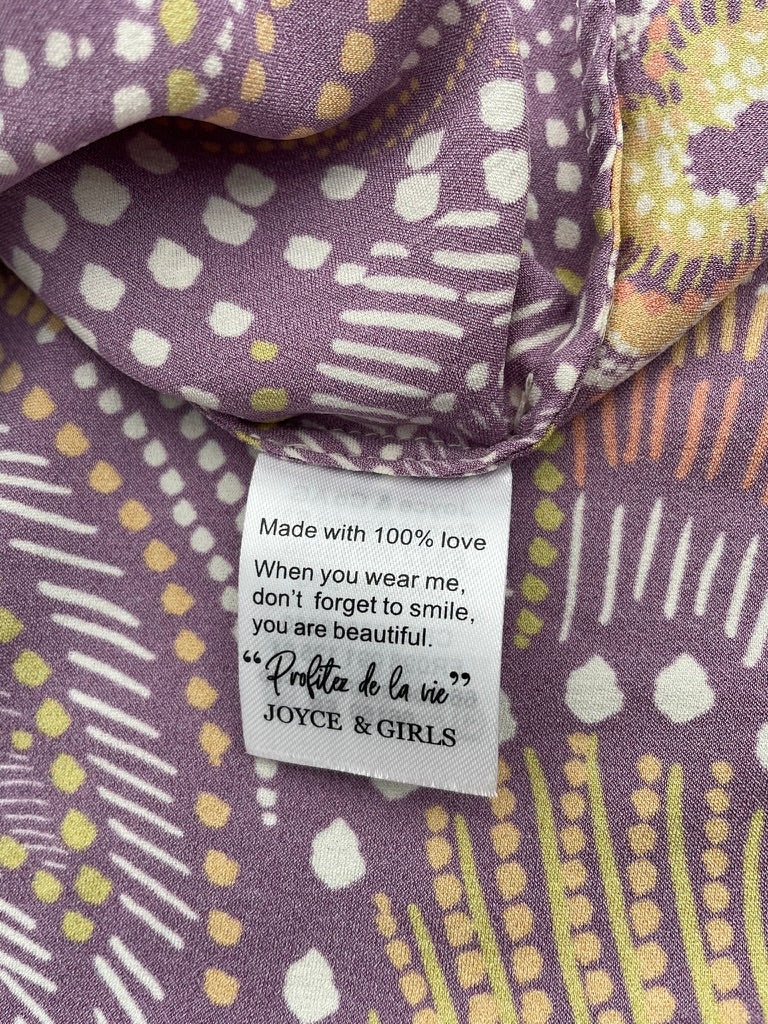 Made with 100% love
When you wear me,
don't forget to smile,
you are beautiful.
“Profitez de la vie”
JOYCE & GIRLS